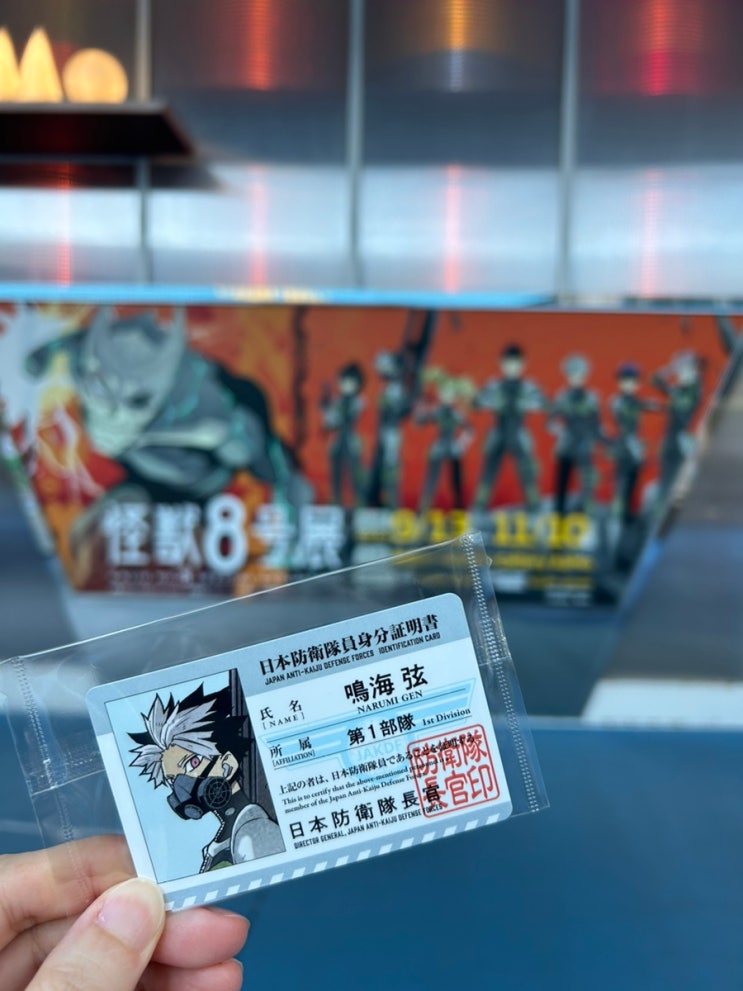 怪獣8号展
9/13
11/10
日本防衛隊員身分証明書
JAPAN ANTI-KAIJU DEFENSE FORCES IDENTIFICATION CARD
氏名 鳴海 弦
[NAME] NARUMI GEN
所属 第1部隊 1st Division
[AFFILIATION]
JAKDF
上記の者は、日本防衛隊員であることを証明する。
This is to certify that the above-mentioned
member of the Japan Anti-Kaiju Defense
日本防衛隊長官
DIRECTOR GENERAL, JAPAN ANTI-KAIJU DEFENSE FORCES
防衛隊
長官印